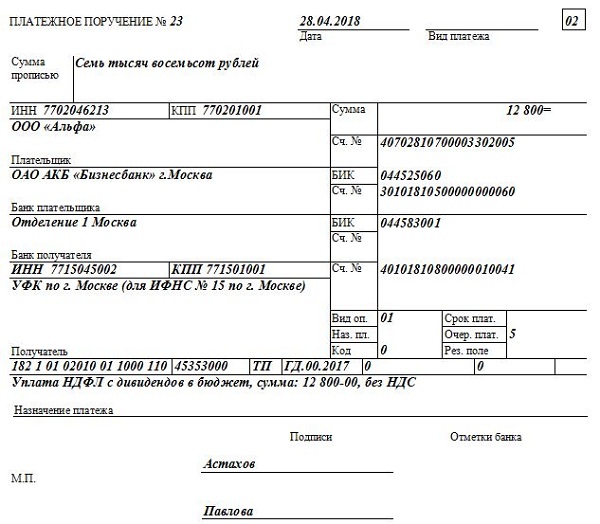 ПЛАТЕЖНОЕ ПОРУЧЕНИЕ № 23 28.04.2018 02
Дата Вид платежа
Сумма прописью Семь тысяч восемьсот рублей
ИНН 7702046213 КПП 770201001 Сумма 12 800=
ООО «Альфа»
Сч. № 40702810700003302005
Плательщик
ОАО АКБ «Бизнесбанк» г.Москва БИК 044525060
Сч. № 30101810500000000060
Банк плательщика
Отделение 1 Москва БИК 044583001
Сч. №
Банк получателя
ИНН 7715045002 КПП 771501001 Сч. № 40101810800000010041
УФК по г. Москве (для ИФНС № 15 по г. Москве)
Вид оп. 01 Срок плат.
Наз. пл. Очер. плат. 5
Получатель Код 0 Рез. поле
182 1 01 02010 01 1000 110 45353000 ТП ГД.00.2017 0 0
Уплата НДФЛ с дивидендов в бюджет, сумма: 12 800-00, без НДС
Назначение платежа
Подписи Отметки банка
Астахов
М.П.
Павлова